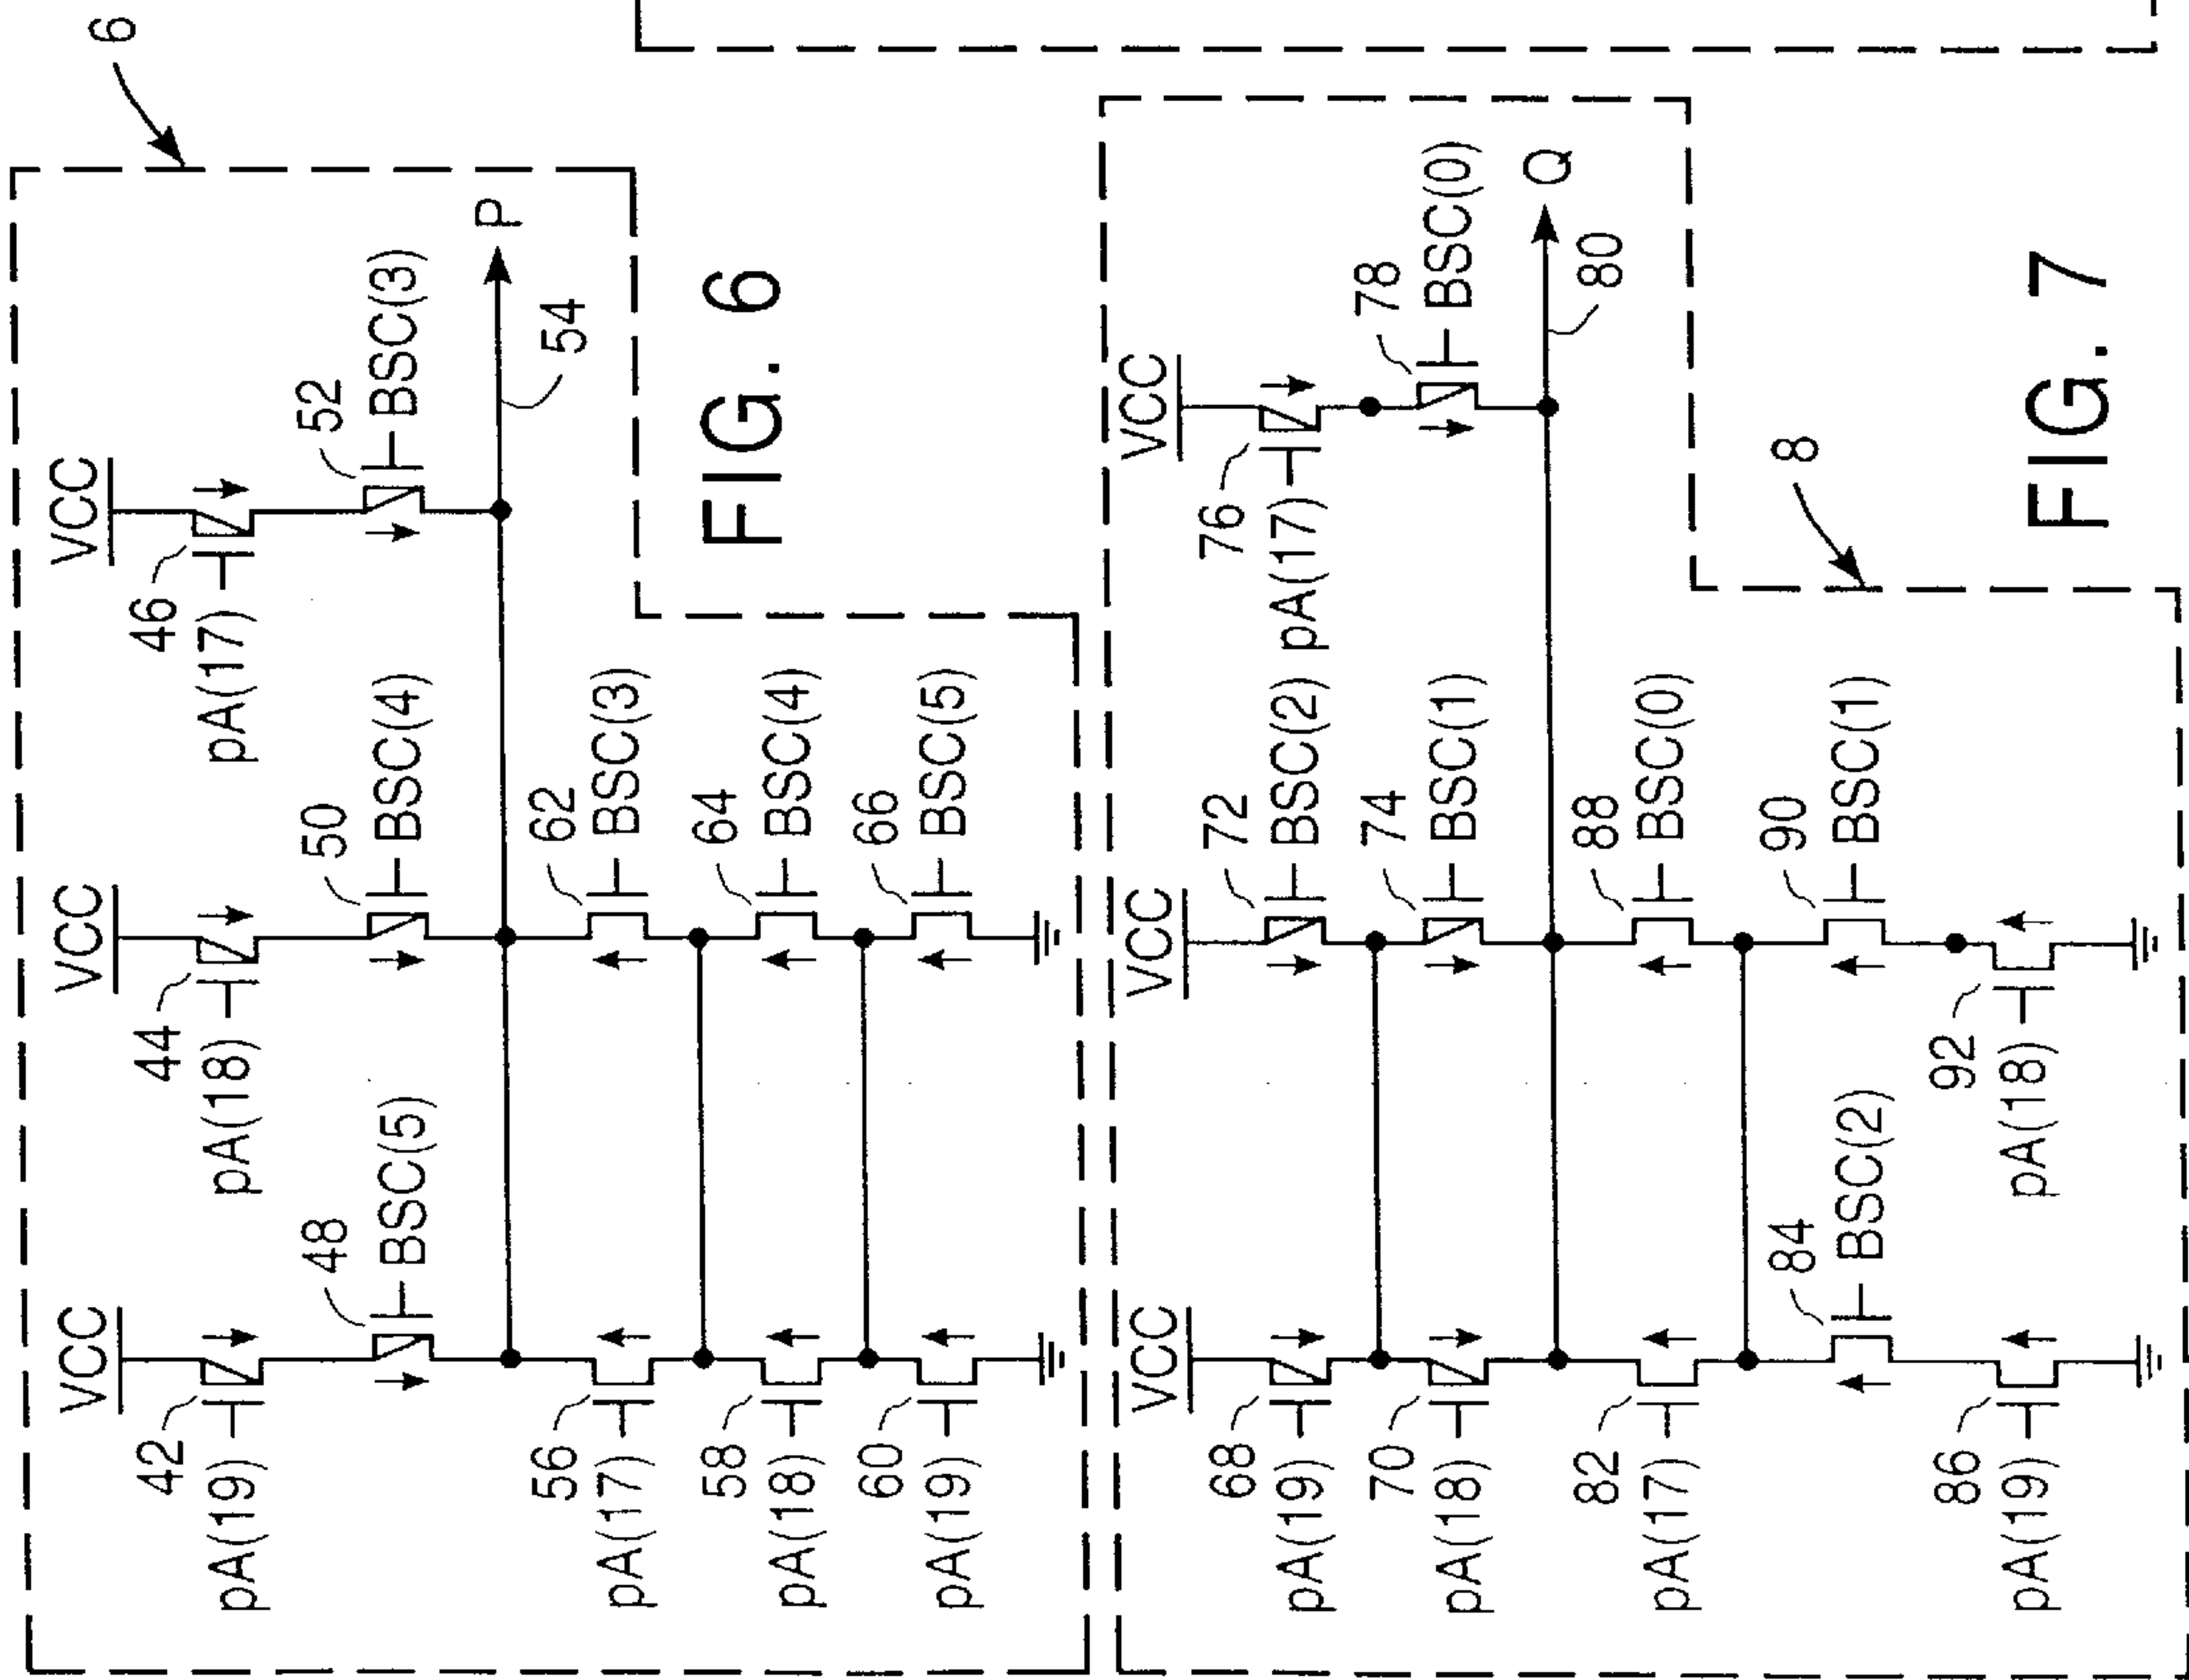 6
VCC
VCC
VCC
42
pA(19)
44
pA(18)
46
pA(17)
48
BSC(5)
50
BSC(4)
52
BSC(3)
P
54
56
pA(17)
62
BSC(3)
58
pA(18)
64
BSC(4)
60
pA(19)
66
BSC(5)
FIG. 6
VCC
VCC
VCC
68
pA(19)
72
BSC(2)
76
pA(17)
70
pA(18)
74
BSC(1)
78
BSC(0)
Q
80
82
pA(17)
88
BSC(0)
84
BSC(2)
90
BSC(1)
86
pA(19)
92
pA(18)
8
FIG. 7